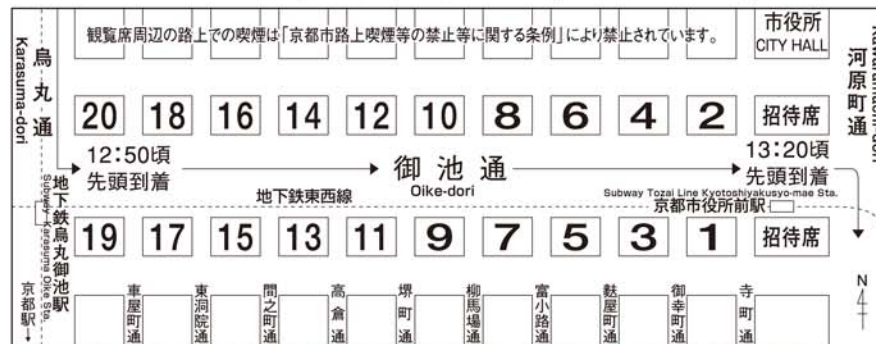 観覧席周辺の路上での喫煙は「京都市路上喫煙等の禁止等に関する条例」により禁止されています。
市役所
CITY HALL
Karasuma-dori
烏丸通
河原町通
20 18 16 14 12 10 8 6 4 2 招待席
12:50頃
先頭到着
御池通
Oike-dori
13:20頃
先頭到着
地下鉄東西線
Subway Tozai Line Kyotoshiyakusyo-mae Sta.
京都市役所前駅
地下鉄烏丸御池駅
Subway Karasuma Oike Sta.
19 17 15 13 11 9 7 5 3 1 招待席
京都駅
車屋町通
東洞院通
間之町通
高倉通
堺町通
柳馬場通
富小路通
麩屋町通
御幸町通
寺町通
N